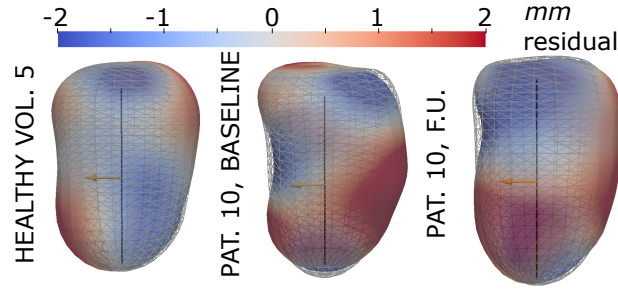 -2 -1 0 1 2 mm
residual
HEALTHY VOL. 5
PAT. 10, BASELINE
PAT. 10, F.U.